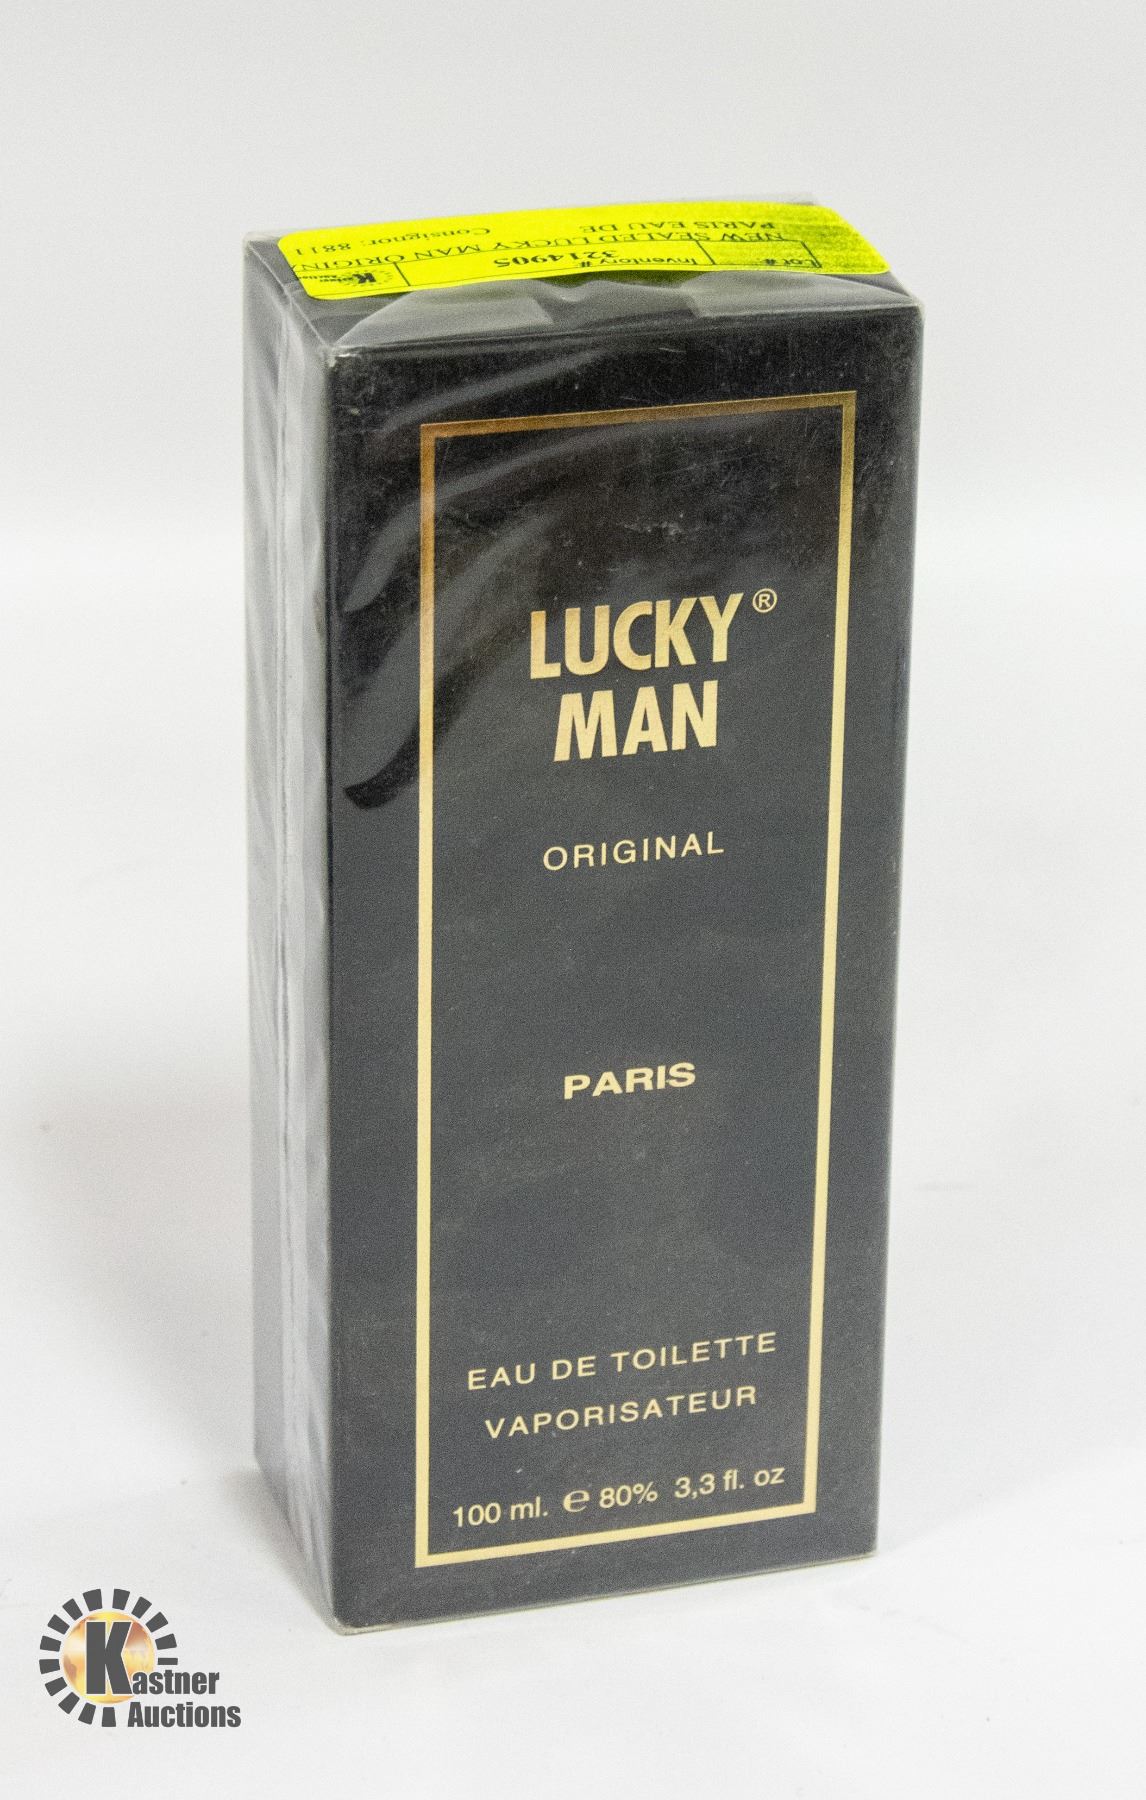 Lot #
Inventory #
3214905
NEW SEALED LUCKY MAN ORIGIN
PARIS EAU DE
Consignor: 8811
LUCKY®
MAN
ORIGINAL
PARIS
EAU DE TOILETTE
VAPORISATEUR
100 ml. ℮ 80% 3,3 fl. oz
Kastner
Auctions